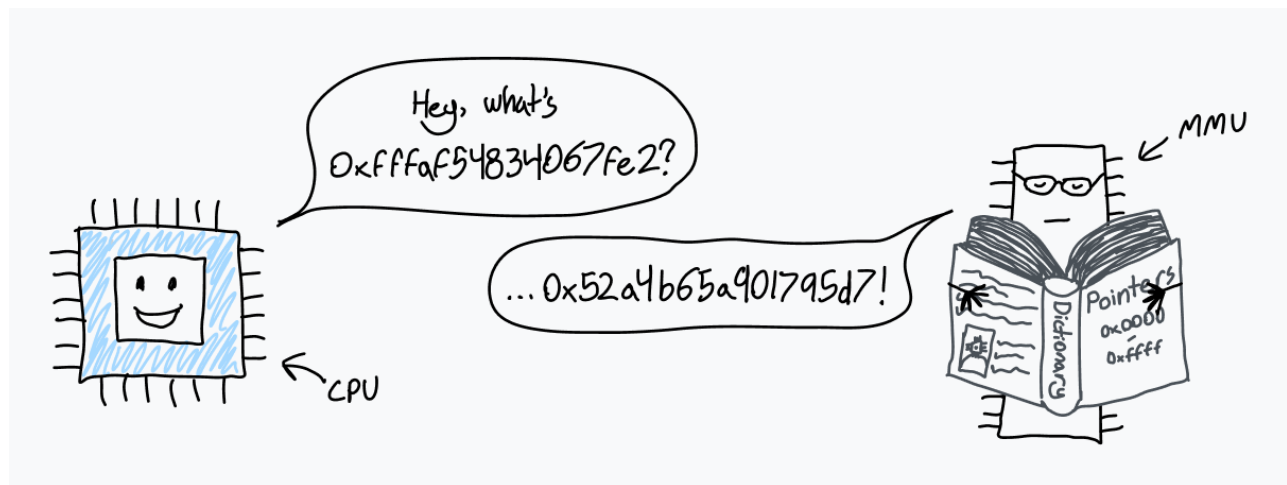 Hey, what's
0xfffaf54834067fe2?
MMU
...0x52a4b65a901795d7!
CPU
Dictionary
Pointers
0x0000
-
0xffff